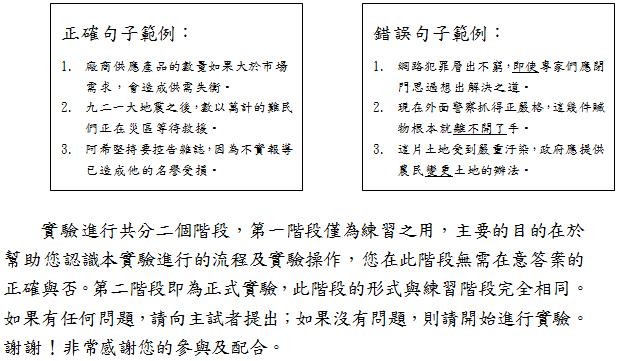 正確句子範例：
1. 廠商供應產品的數量如果大於市場
需求，會造成供需失衡。
2. 九二一大地震之後，數以萬計的難民
們正在災區等待救援。
3. 阿希堅持要控告雜誌，因為不實報導
已造成他的名譽受損。
錯誤句子範例：
1. 網路犯罪層出不窮，即使專家們應閉
門思過想出解決之道。
2. 現在外面警察抓得正嚴格，這幾件贓
物根本就離不開了手。
3. 這片土地受到嚴重汙染，政府應提供
農民變更土地的辦法。
實驗進行共分二個階段，第一階段僅為練習之用，主要的目的在於
幫助您認識本實驗進行的流程及實驗操作，您在此階段無需在意答案的
正確與否。第二階段即為正式實驗，此階段的形式與練習階段完全相同。
如果有任何問題，請向主試者提出；如果沒有問題，則請開始進行實驗。
謝謝！非常感謝您的參與及配合。